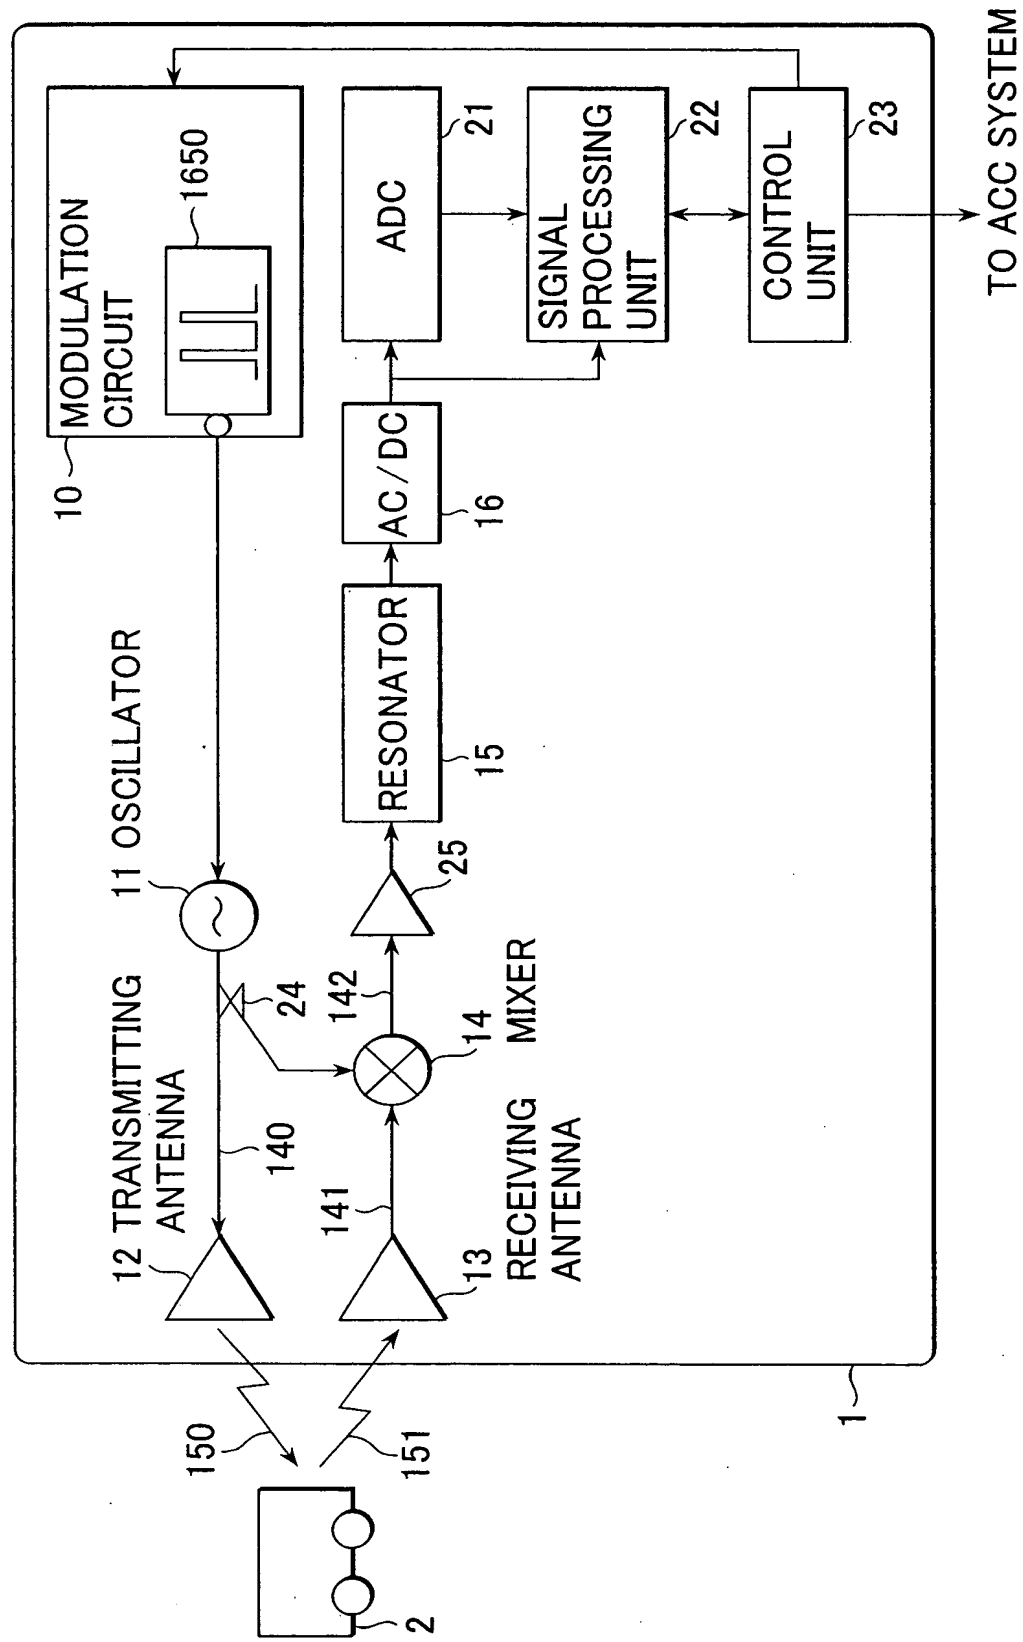 10
MODULATION
CIRCUIT
1650
11 OSCILLATOR
12 TRANSMITTING
ANTENNA
140
24
150
141
142
25
RESONATOR
15
AC/DC
16
ADC
21
SIGNAL
PROCESSING
UNIT
22
CONTROL
UNIT
23
13
RECEIVING
ANTENNA
14
MIXER
151
2
1
TO ACC SYSTEM